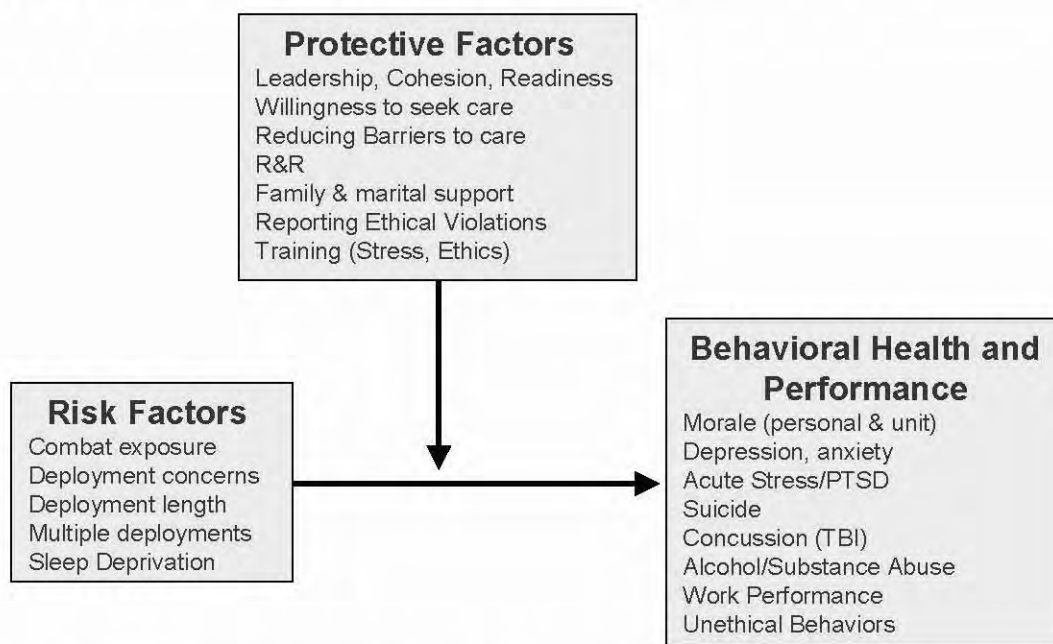 Protective Factors
Leadership, Cohesion, Readiness
Willingness to seek care
Reducing Barriers to care
R&R
Family & marital support
Reporting Ethical Violations
Training (Stress, Ethics)
Risk Factors
Combat exposure
Deployment concerns
Deployment length
Multiple deployments
Sleep Deprivation
Behavioral Health and
Performance
Morale (personal & unit)
Depression, anxiety
Acute Stress/PTSD
Suicide
Concussion (TBI)
Alcohol/Substance Abuse
Work Performance
Unethical Behaviors